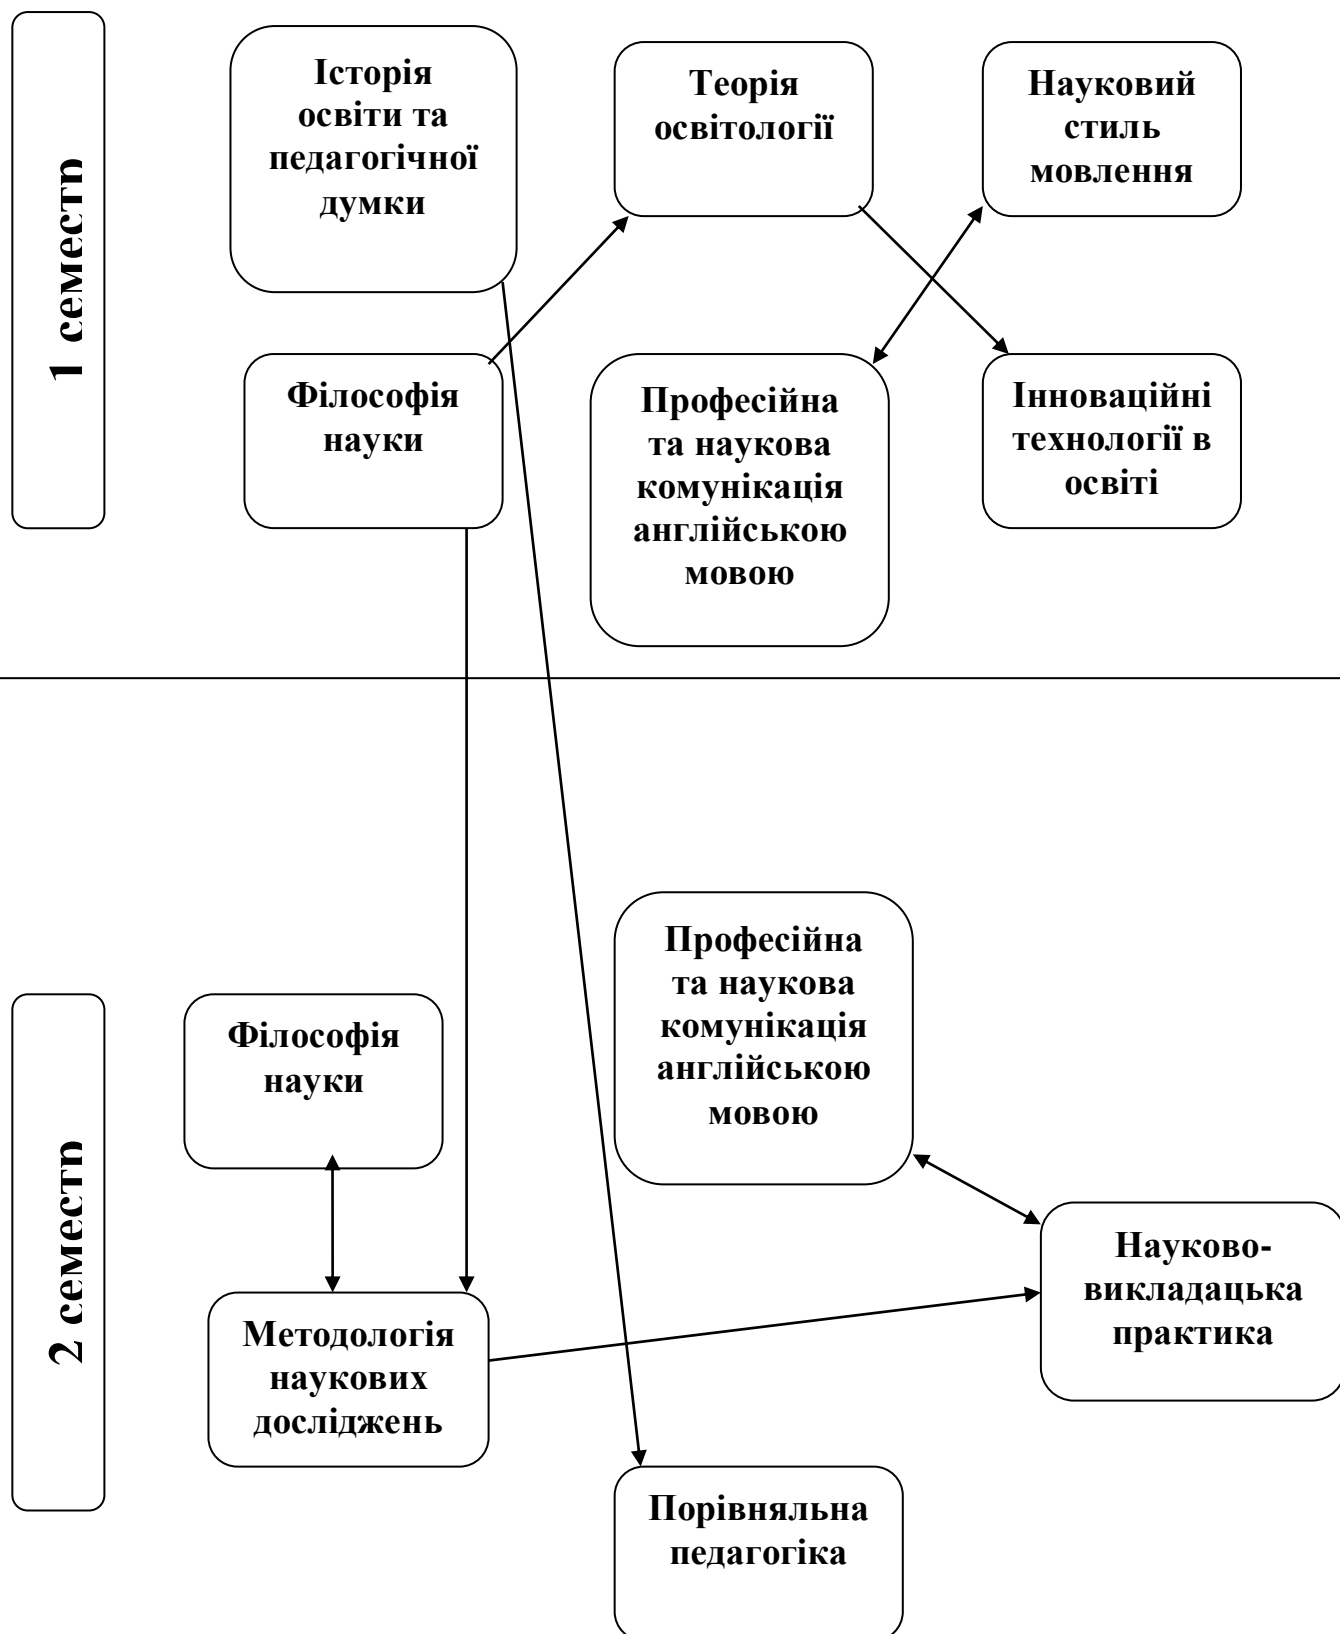 1 семестр
Історія
освіти та
педагогічної
думки
Теорія
освітології
Науковий
стиль
мовлення
Філософія
науки
Професійна
та наукова
комунікація
англійською
мовою
Інноваційні
технології в
освіті
2 семестр
Філософія
науки
Професійна
та наукова
комунікація
англійською
мовою
Методологія
наукових
досліджень
Науково-
викладацька
практика
Порівняльна
педагогіка